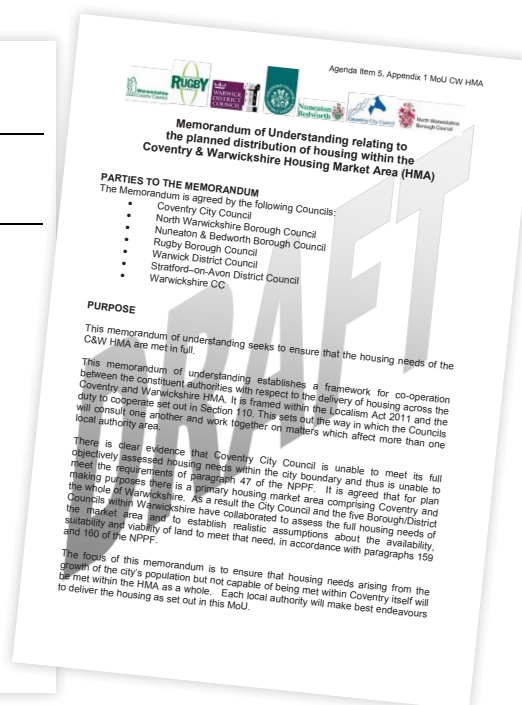 Agenda Item 5, Appendix 1 MoU CW HMA
Warwickshire County Council
RUGBY
WARWICK DISTRICT COUNCIL
Nuneaton Bedworth
Coventry City Council
North Warwickshire Borough Council
Memorandum of Understanding relating to
the planned distribution of housing within the
Coventry & Warwickshire Housing Market Area (HMA)
PARTIES TO THE MEMORANDUM
The Memorandum is agreed by the following Councils:
• Coventry City Council
• North Warwickshire Borough Council
• Nuneaton & Bedworth Borough Council
• Rugby Borough Council
• Warwick District Council
• Stratford–on-Avon District Council
• Warwickshire CC
PURPOSE
This memorandum of understanding seeks to ensure that the housing needs of the
C&W HMA are met in full.
This memorandum of understanding establishes a framework for co-operation
between the constituent authorities with respect to the delivery of housing across the
Coventry and Warwickshire HMA. It is framed within the Localism Act 2011 and the
duty to cooperate set out in Section 110. This sets out the way in which the Councils
will consult one another and work together on matters which affect more than one
local authority area.
There is clear evidence that Coventry City Council is unable to meet its full
objectively assessed housing needs within the city boundary and thus is unable to
meet the requirements of paragraph 47 of the NPPF. It is agreed that for plan
making purposes there is a primary housing market area comprising Coventry and
the whole of Warwickshire. As a result the City Council and the five Borough/District
Councils within Warwickshire have collaborated to assess the full housing needs of
the market area and to establish realistic assumptions about the availability,
suitability and viability of land to meet that need, in accordance with paragraphs 159
and 160 of the NPPF.
The focus of this memorandum is to ensure that housing needs arising from the
growth of the city's population but not capable of being met within Coventry itself will
be met within the HMA as a whole. Each local authority will make best endeavours
to deliver the housing as set out in this MoU.
DRAFT